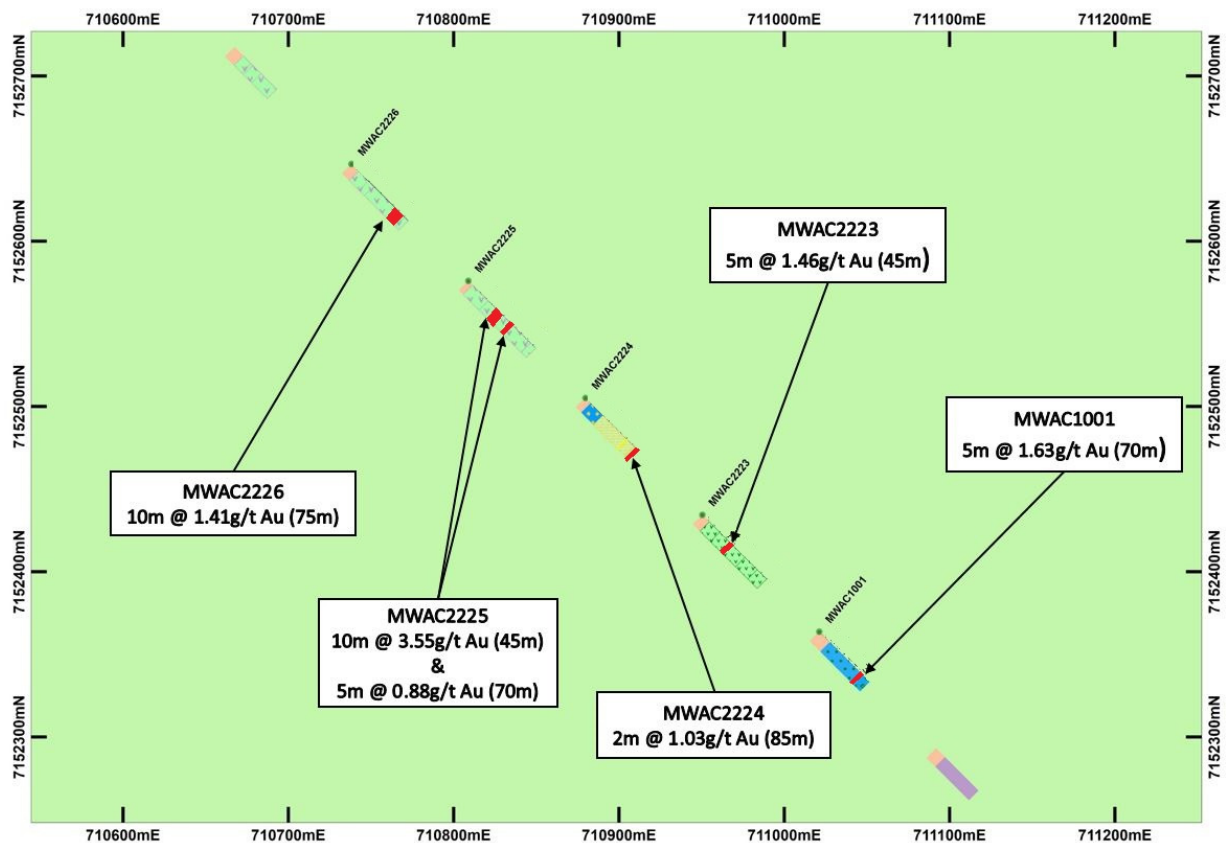 710600mE
710700mE
710800mE
710900mE
711000mE
711100mE
711200mE
7152700mN
7152700mN
MWAC2226
7152600mN
7152600mN
MWAC2225
MWAC2223
5m @ 1.46g/t Au (45m)
MWAC2224
7152500mN
7152500mN
MWAC1001
5m @ 1.63g/t Au (70m)
MWAC2226
10m @ 1.41g/t Au (75m)
MWAC2223
7152400mN
7152400mN
MWAC2225
10m @ 3.55g/t Au (45m)
&
5m @ 0.88g/t Au (70m)
MWAC1001
MWAC2224
2m @ 1.03g/t Au (85m)
7152300mN
7152300mN
710600mE
710700mE
710800mE
710900mE
711000mE
711100mE
711200mE